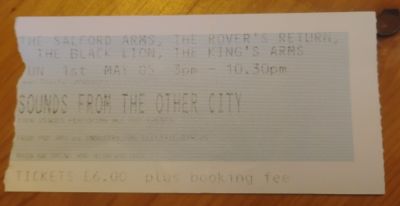 THE SALFORD ARMS, THE ROVER'S RETURN,
THE BLACK LION, THE KING'S ARMS
SUN 1st MAY 05 3pm - 10.30pm
SOUNDS FROM THE OTHER CITY
TICKETS £6.00 plus booking fee